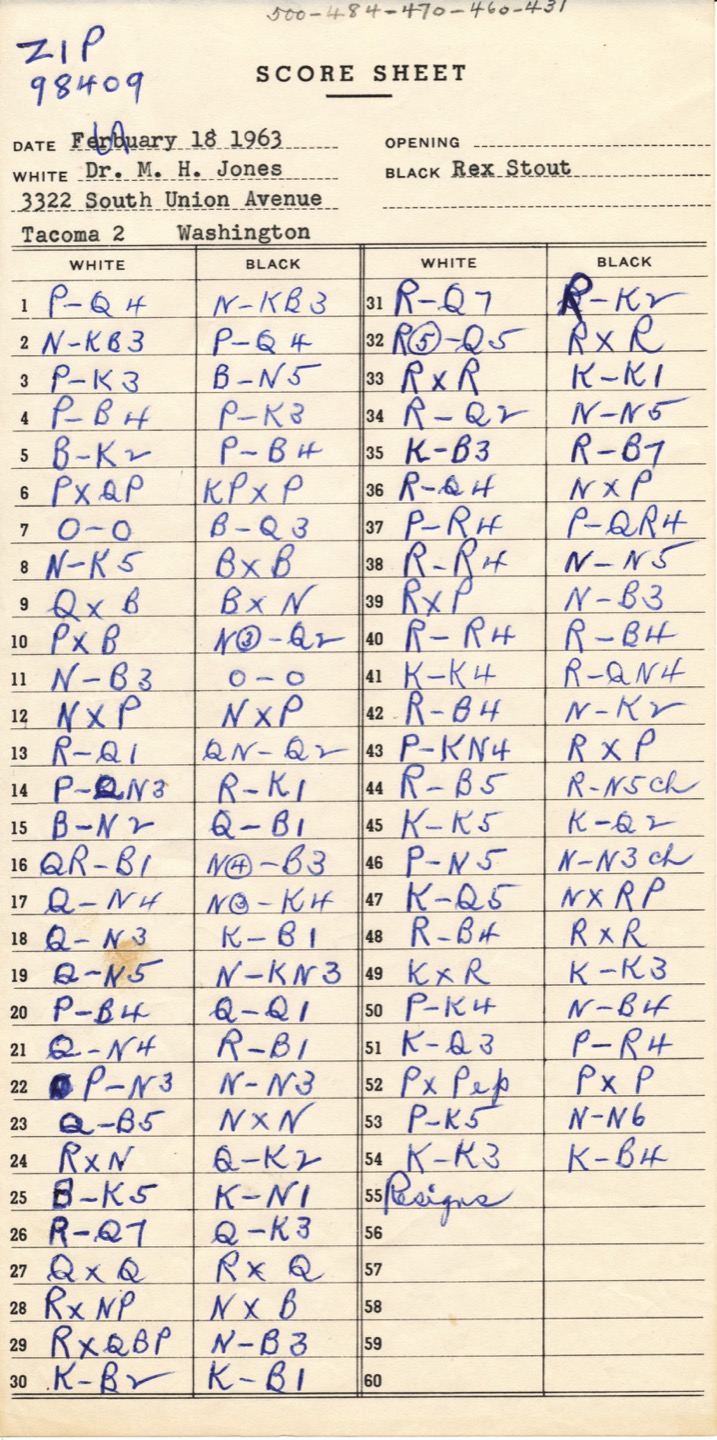 500-484-470-460-431
ZIP
98409
SCORE SHEET
DATE Ferbuary 18 1963 OPENING
WHITE Dr. M. H. Jones BLACK Rex Stout
3322 South Union Avenue
Tacoma 2 Washington
WHITE BLACK WHITE BLACK
1 P-Q4 N-KB3 31 R-Q7 R-K2
2 N-KB3 P-Q4 32 R⑤-Q5 RxR
3 P-K3 B-N5 33 RxR K-K1
4 P-B4 P-K3 34 R-Q2 N-N5
5 B-K2 P-B4 35 K-B3 R-B7
6 PxQP KPxP 36 R-Q4 NxP
7 O-O B-Q3 37 P-R4 P-QR4
8 N-K5 BxB 38 R-R4 N-N5
9 QxB BxN 39 RxP N-B3
10 PxB N③-Q2 40 R-R4 R-B4
11 N-B3 O-O 41 K-K4 R-QN4
12 NxP NxP 42 R-B4 N-K2
13 R-Q1 QN-Q2 43 P-KN4 RxP
14 P-QN3 R-K1 44 R-B5 R-N5ch
15 B-N2 Q-B1 45 K-K5 K-Q2
16 QR-B1 N④-B3 46 P-N5 N-N3ch
17 Q-N4 N③-K4 47 K-Q5 NxRP
18 Q-N3 K-B1 48 R-B4 RxR
19 Q-N5 N-KN3 49 KxR K-K3
20 P-B4 Q-Q1 50 P-K4 N-B4
21 Q-N4 R-B1 51 K-Q3 P-R4
22 P-N3 N-N3 52 PxPep PxP
23 Q-B5 NxN 53 P-K5 N-N6
24 RxN Q-K2 54 K-K3 K-B4
25 B-K5 K-N1 55 Resigns
26 R-Q7 Q-K3 56
27 QxQ RxQ 57
28 RxNP NxB 58
29 RxQBP N-B3 59
30 K-B2 K-B1 60